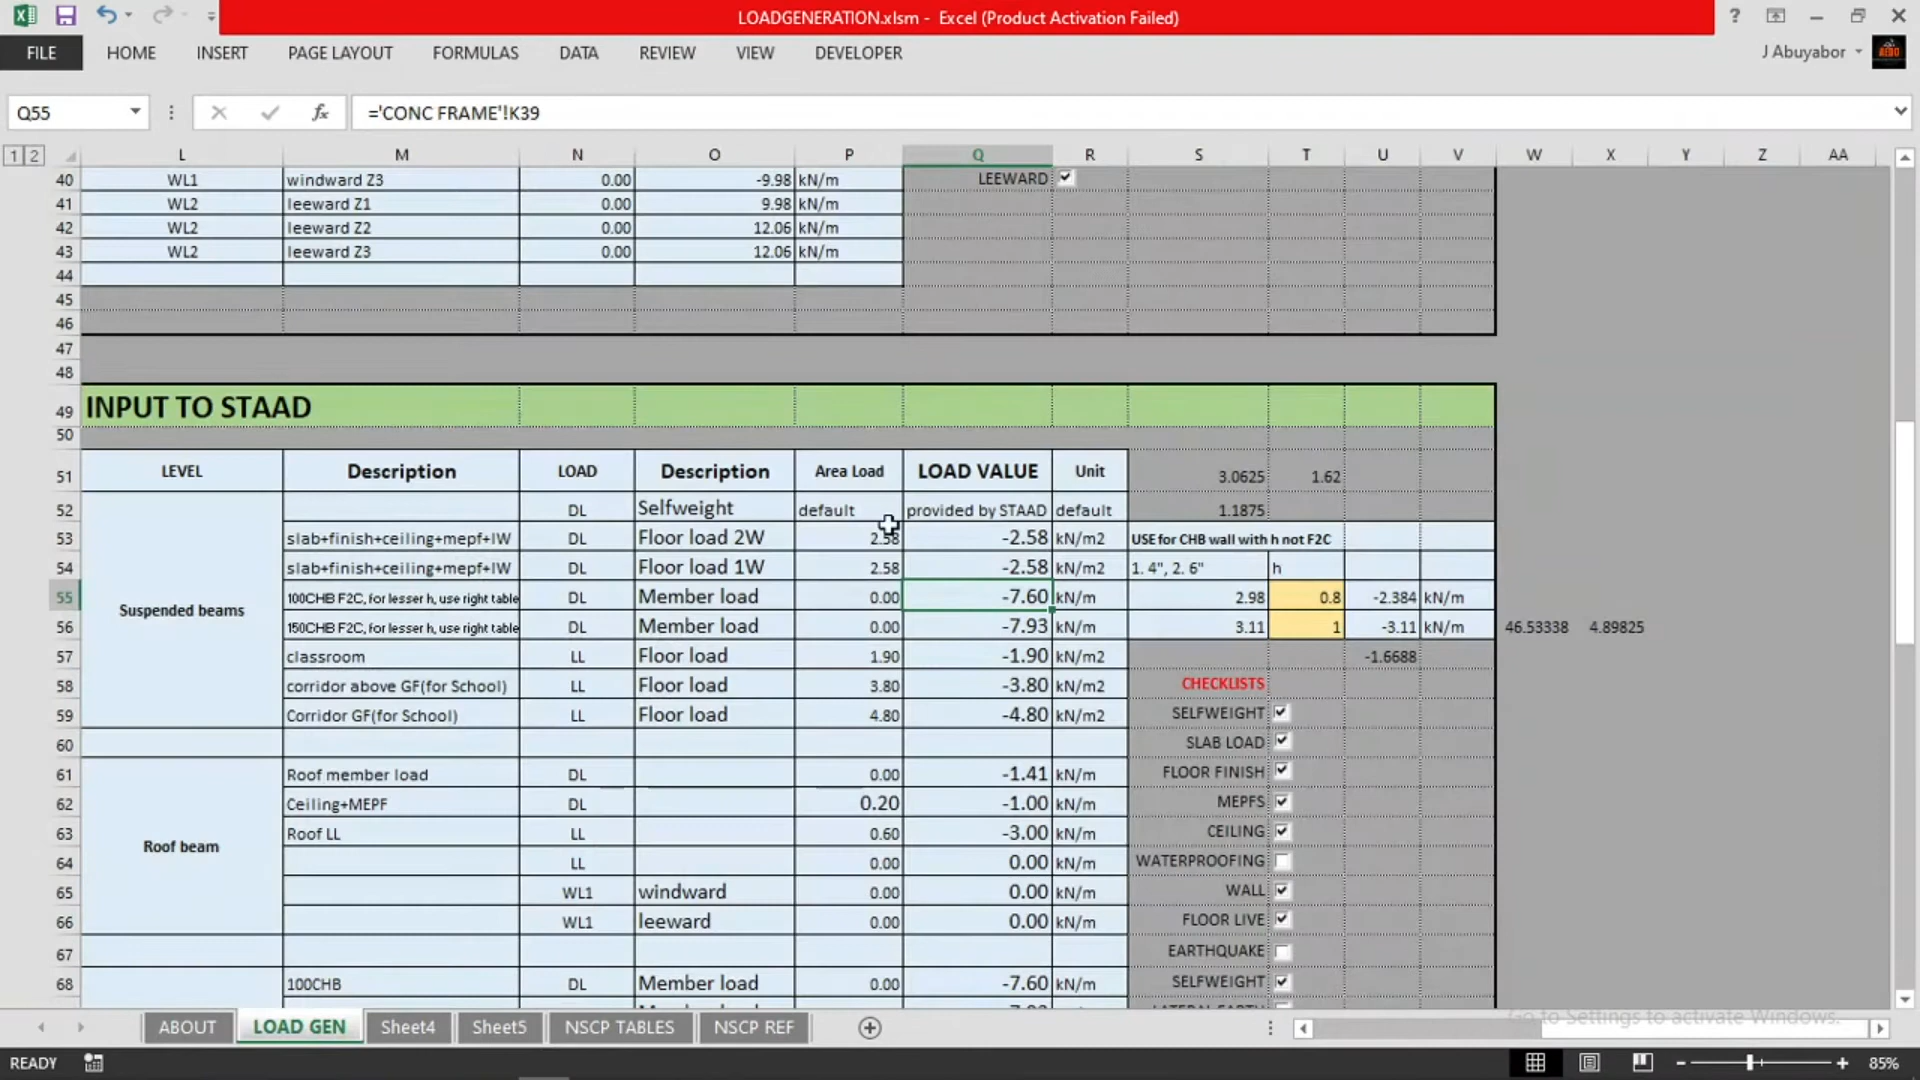 LOADGENERATION.xlsm - Excel (Product Activation Failed)
?
FILE HOME INSERT PAGE LAYOUT FORMULAS DATA REVIEW VIEW DEVELOPER J Abuyabor
Q55 fx ='CONC FRAME'!K39
1 2 L M N O P Q R S T U V W X Y Z AA
40 WL1 windward Z3 0.00 -9.98 kN/m LEEWARD
41 WL2 leeward Z1 0.00 9.98 kN/m
42 WL2 leeward Z2 0.00 12.06 kN/m
43 WL2 leeward Z3 0.00 12.06 kN/m
44
45
46
47
48
49 INPUT TO STAAD
50
51 LEVEL Description LOAD Description Area Load LOAD VALUE Unit 3.0625 1.62
52 DL Selfweight default provided by STAAD default 1.1875
53 slab+finish+ceiling+mepf+IW DL Floor load 2W 2.58 -2.58 kN/m2 USE for CHB wall with h not F2C
54 slab+finish+ceiling+mepf+IW DL Floor load 1W 2.58 -2.58 kN/m2 1. 4", 2. 6" h
55 100CHB F2C, for lesser h, use right table DL Member load 0.00 -7.60 kN/m 2.98 0.8 -2.384 kN/m
Suspended beams
56 150CHB F2C, for lesser h, use right table DL Member load 0.00 -7.93 kN/m 3.11 1 -3.11 kN/m 46.53338 4.89825
57 classroom LL Floor load 1.90 -1.90 kN/m2 -1.6688
58 corridor above GF(for School) LL Floor load 3.80 -3.80 kN/m2 CHECKLISTS
59 Corridor GF(for School) LL Floor load 4.80 -4.80 kN/m2 SELFWEIGHT
60 SLAB LOAD
61 Roof member load DL 0.00 -1.41 kN/m FLOOR FINISH
62 Ceiling+MEPF DL 0.20 -1.00 kN/m MEPFS
63 Roof LL LL 0.60 -3.00 kN/m CEILING
Roof beam
64 LL 0.00 0.00 kN/m WATERPROOFING
65 WL1 windward 0.00 0.00 kN/m WALL
66 WL1 leeward 0.00 0.00 kN/m FLOOR LIVE
67 EARTHQUAKE
68 100CHB DL Member load 0.00 -7.60 kN/m SELFWEIGHT
ABOUT LOAD GEN Sheet4 Sheet5 NSCP TABLES NSCP REF
Go to Settings to activate Windows.
READY 85%